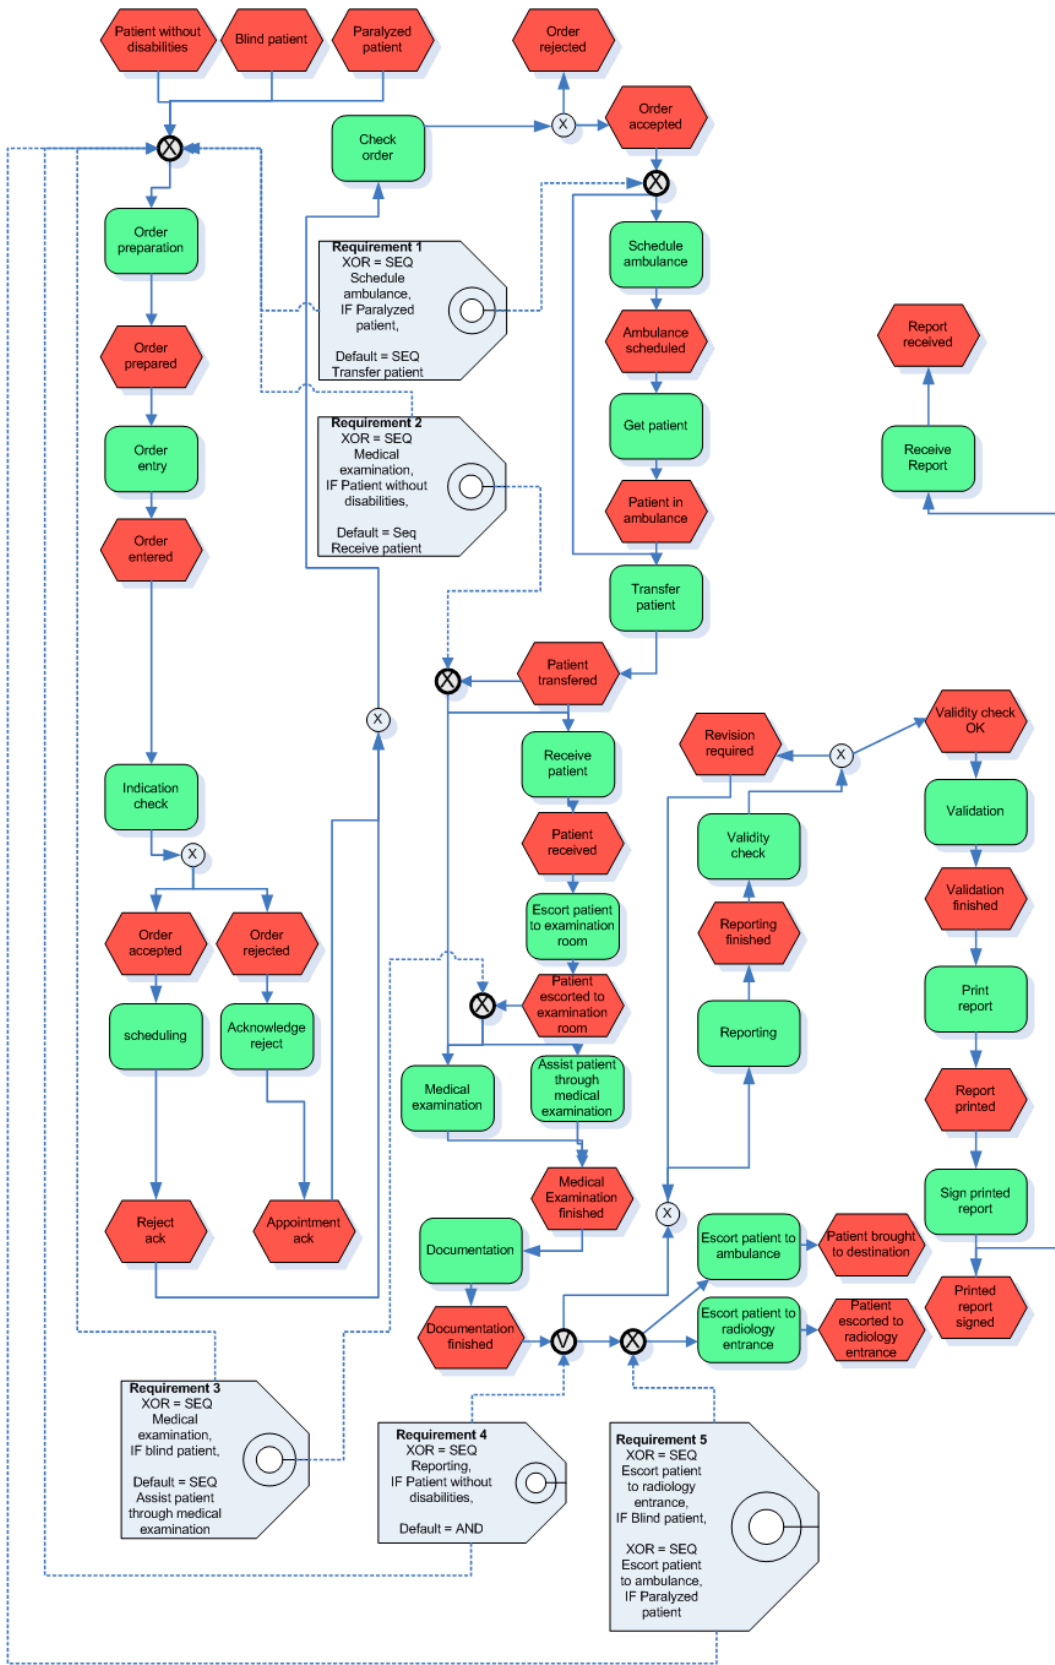 Patient without
disabilities
Blind patient
Paralyzed
patient
Order
rejected
Order
accepted
Check
order
X
X
X
Order
preparation
Requirement 1
XOR = SEQ
Schedule
ambulance,
IF Paralyzed
patient,
Default = SEQ
Transfer patient
Schedule
ambulance
Order
prepared
Ambulance
scheduled
Report
received
Requirement 2
XOR = SEQ
Medical
examination,
IF Patient without
disabilities,
Default = Seq
Receive patient
Order
entry
Get patient
Receive
Report
Order
entered
Patient in
ambulance
Transfer
patient
X
Patient
transfered
X
Revision
required
X
Validity check
OK
Indication
check
Receive
patient
Validation
X
Patient
received
Validity
check
Validation
finished
Order
accepted
Order
rejected
Escort patient
to examination
room
Reporting
finished
Print
report
X
Patient
escorted to
examination
room
scheduling
Acknowledge
reject
Reporting
Medical
examination
Assist patient
through
medical
examination
Report
printed
Reject
ack
Appointment
ack
Medical
Examination
finished
X
Sign printed
report
Documentation
Escort patient to
ambulance
Patient brought
to destination
Documentation
finished
V
X
Escort patient to
radiology
entrance
Patient
escorted to
radiology
entrance
Printed
report
signed
Requirement 3
XOR = SEQ
Medical
examination,
IF blind patient,
Default = SEQ
Assist patient
through medical
examination
Requirement 4
XOR = SEQ
Reporting,
IF Patient without
disabilities,
Default = AND
Requirement 5
XOR = SEQ
Escort patient
to radiology
entrance,
IF Blind patient,
XOR = SEQ
Escort patient
to ambulance,
IF Paralyzed
patient